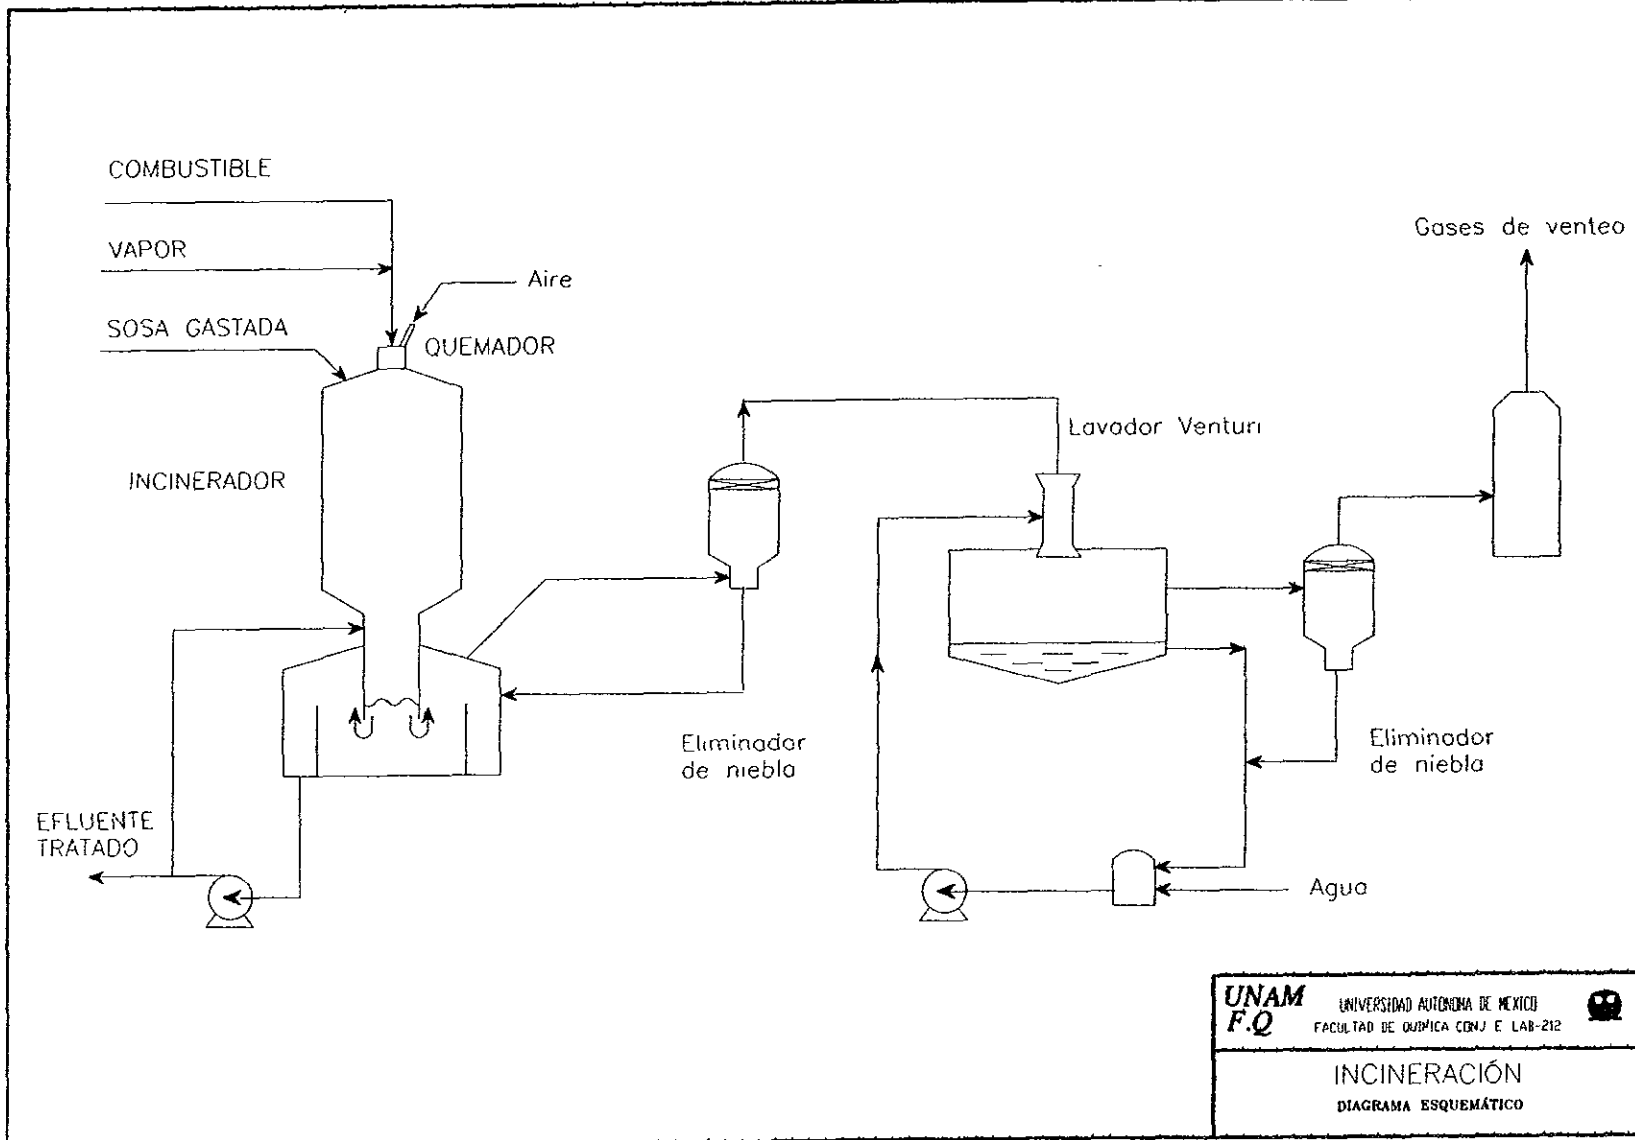 COMBUSTIBLE
VAPOR
Aire
SOSA GASTADA
QUEMADOR
INCINERADOR
Gases de venteo
Lavador Venturi
Eliminador
de niebla
Eliminador
de niebla
EFLUENTE
TRATADO
Agua
UNAM
F.Q
UNIVERSIDAD AUTONOMA DE MEXICO
FACULTAD DE QUIMICA CONJ E LAB-212
INCINERACIÓN
DIAGRAMA ESQUEMÁTICO